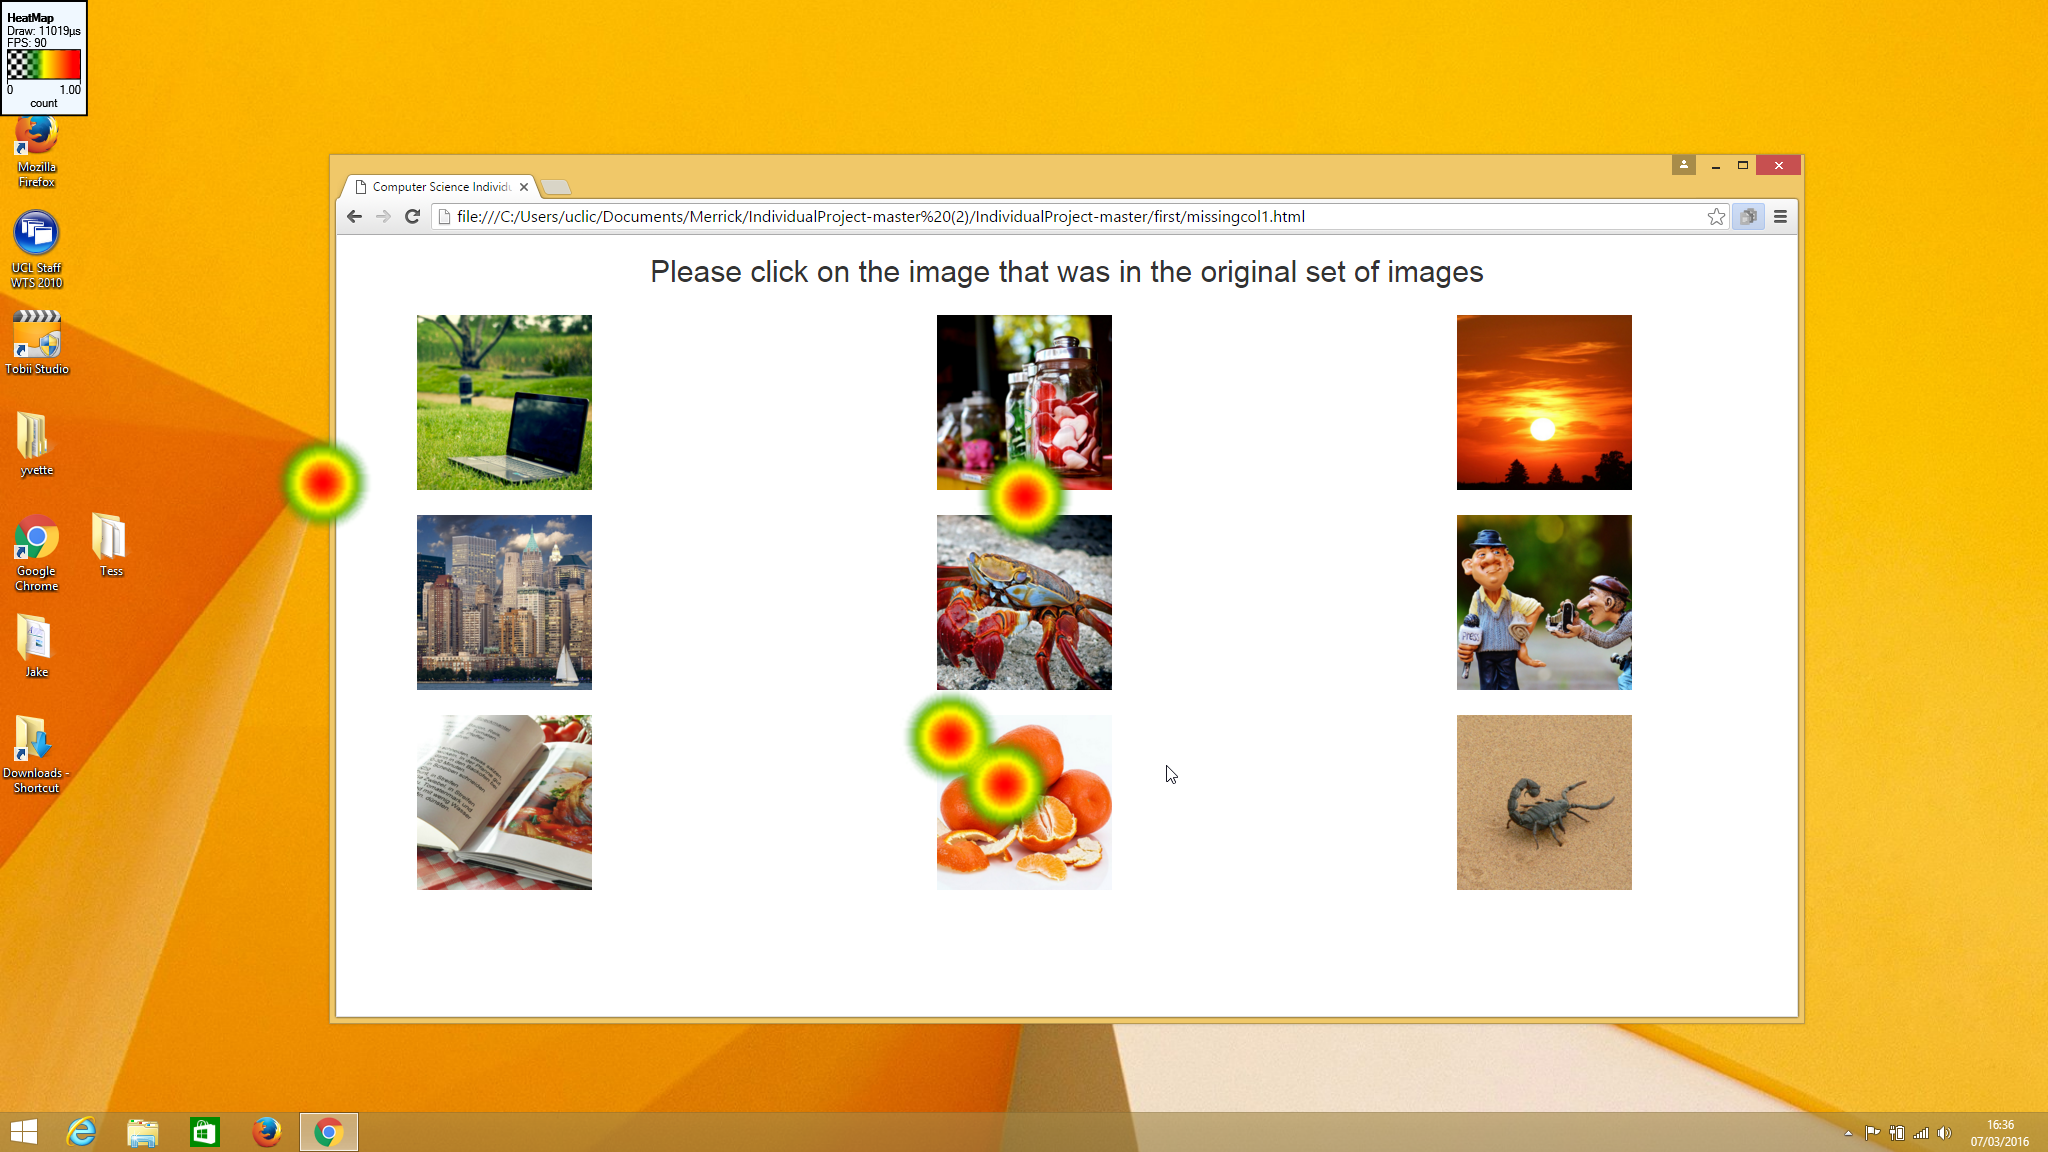 HeatMap
Draw: 11019µs
FPS: 90
0 1.00
count
Mozilla
Firefox
UCL Staff
WTS 2010
Tobii Studio
yvette
Google
Chrome
Tess
Jake
Downloads -
Shortcut
Computer Science Individu
file:///C:/Users/uclic/Documents/Merrick/IndividualProject-master%20(2)/IndividualProject-master/first/missingcol1.html
Please click on the image that was in the original set of images
Press
16:36
07/03/2016